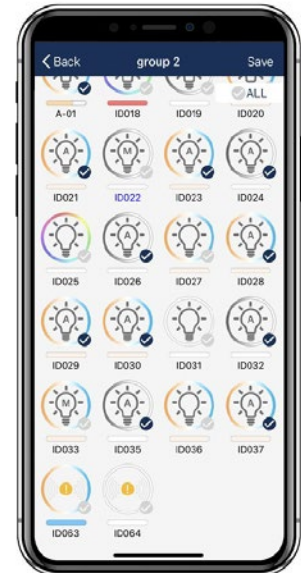 Back group 2 Save
ALL
A-01 ID018 ID019 ID020
A M A A
ID021 ID022 ID023 ID024
A A
ID025 ID026 ID027 ID028
A A A
ID029 ID030 ID031 ID032
M A A
ID033 ID035 ID036 ID037
! !
ID063 ID064